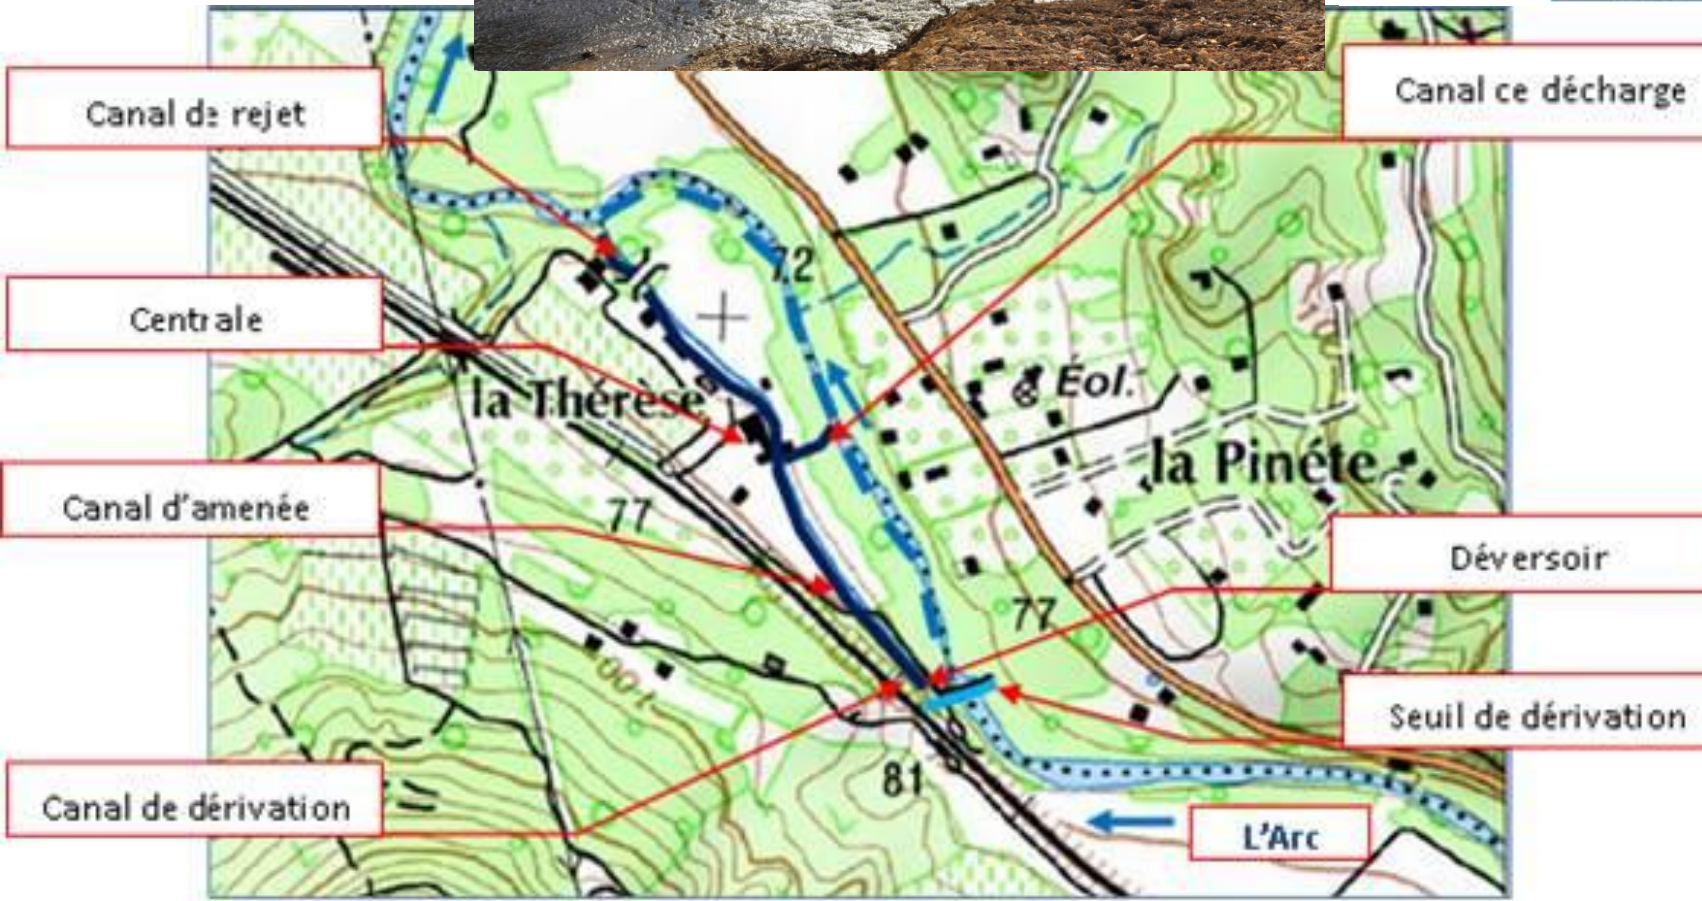 Canal de rejet
Canal ce décharge
72
Centrale
la Thérèse
Éol.
la Pinéte
Canal d'amenée
77
Déversoir
77
100
Seuil de dérivation
81
Canal de dérivation
L'Arc